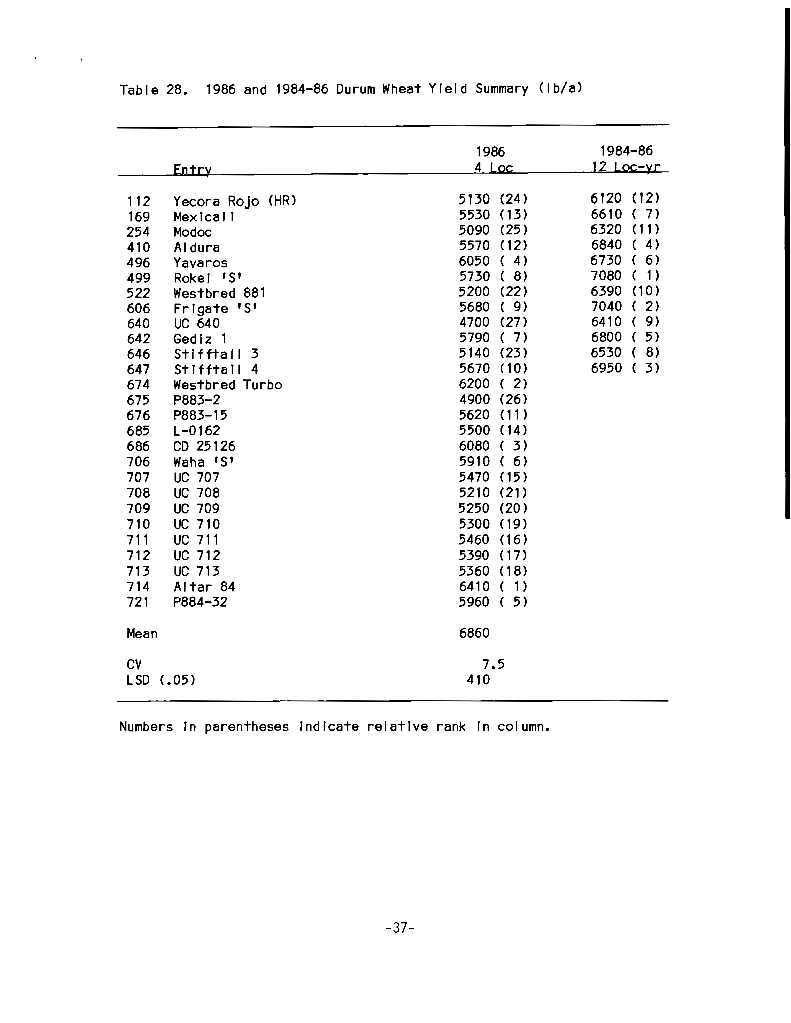 Table 28. 1986 and 1984-86 Durum Wheat Yield Summary (lb/a)
1986 1984-86
Entry 4 Loc 12 Loc-yr
112 Yecora Rojo (HR) 5130 (24) 6120 (12)
169 Mexicali 5530 (13) 6610 ( 7)
254 Modoc 5090 (25) 6320 (11)
410 Aldura 5570 (12) 6840 ( 4)
496 Yavaros 6050 ( 4) 6730 ( 6)
499 Rokel 'S' 5730 ( 8) 7080 ( 1)
522 Westbred 881 5200 (22) 6390 (10)
606 Frigate 'S' 5680 ( 9) 7040 ( 2)
640 UC 640 4700 (27) 6410 ( 9)
642 Gediz 1 5790 ( 7) 6800 ( 5)
646 Stifftail 3 5140 (23) 6530 ( 8)
647 Stifftail 4 5670 (10) 6950 ( 3)
674 Westbred Turbo 6200 ( 2)
675 P883-2 4900 (26)
676 P883-15 5620 (11)
685 L-0162 5500 (14)
686 CD 25126 6080 ( 3)
706 Waha 'S' 5910 ( 6)
707 UC 707 5470 (15)
708 UC 708 5210 (21)
709 UC 709 5250 (20)
710 UC 710 5300 (19)
711 UC 711 5460 (16)
712 UC 712 5390 (17)
713 UC 713 5360 (18)
714 Altar 84 6410 ( 1)
721 P884-32 5960 ( 5)
Mean 6860
CV 7.5
LSD (.05) 410
Numbers in parentheses indicate relative rank in column.
-37-